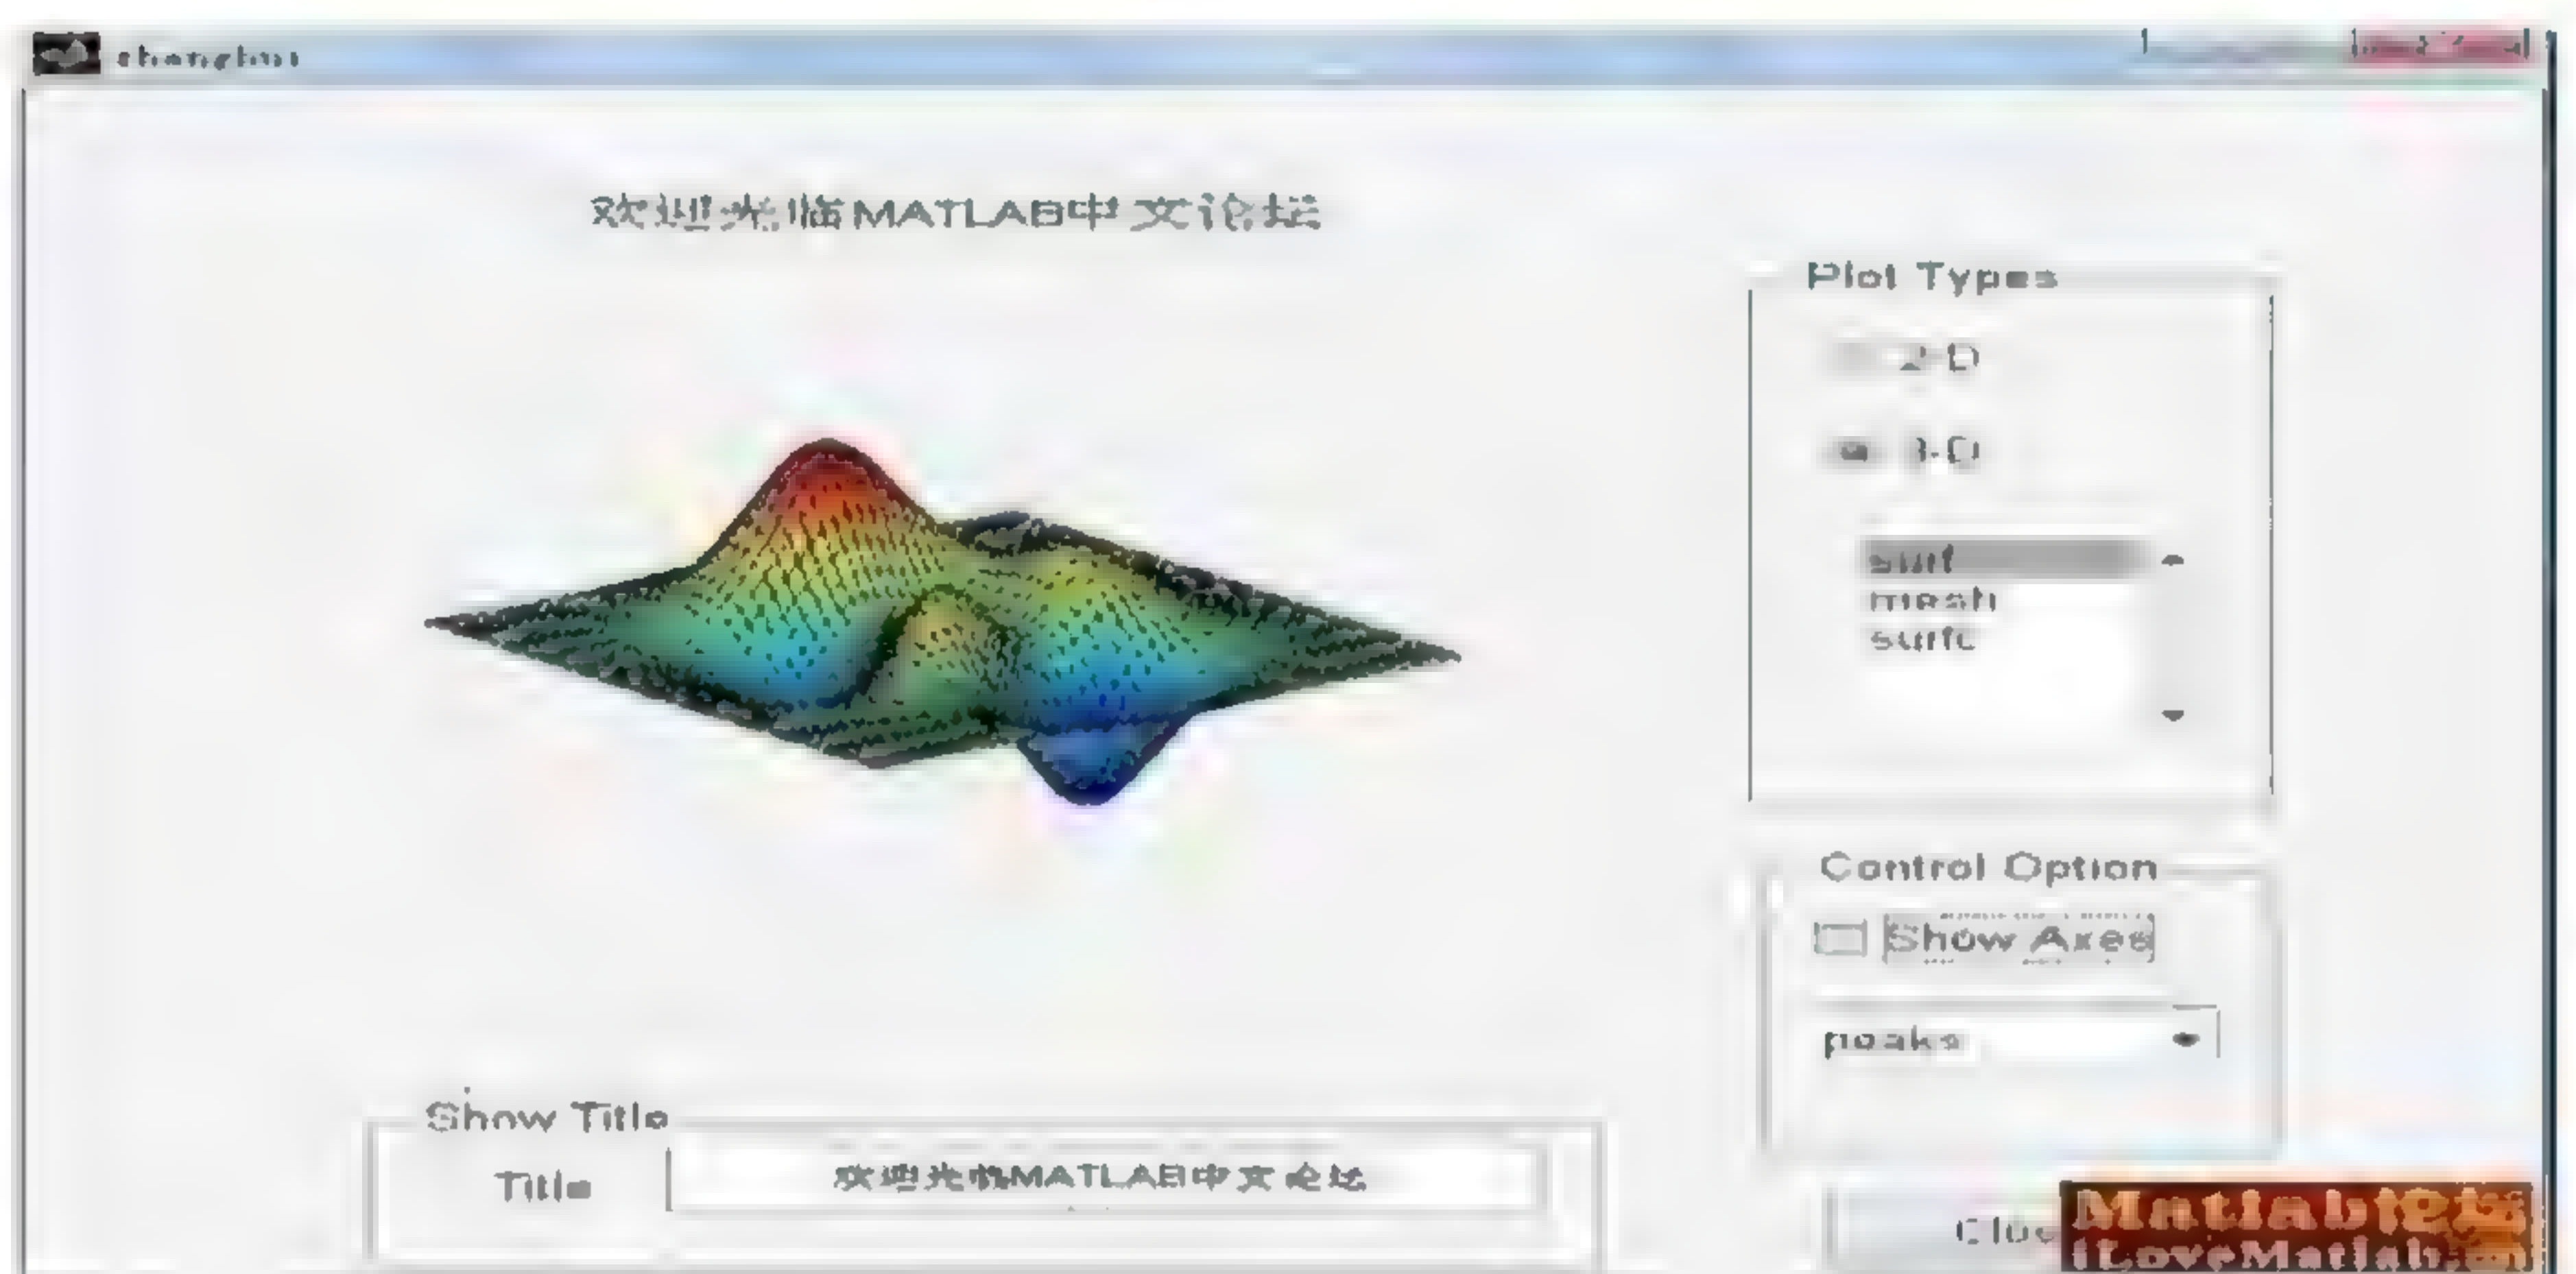 欢迎光临MATLAB中文论坛
Plot Types
2-D
3-D
surf
mesh
surfc
Control Option
Show Axes
peaks
Show Title
Title
欢迎光临MATLAB中文论坛
iLoveMatlab.cn